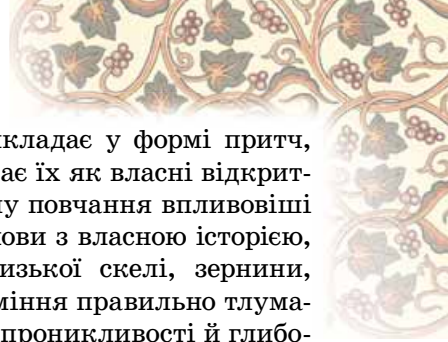 кладає у формі притч,
ає їх як власні відкрит-
у повчання впливовіші
ови з власною історією,
изької скелі, зернини,
міння правильно тлума-
проникливості й глибо-